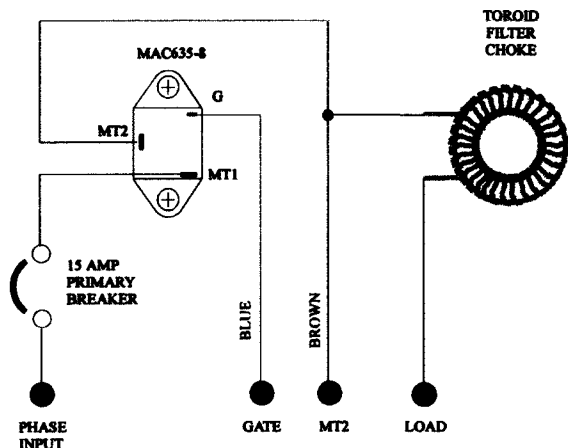 TOROID
FILTER
CHOKE
MAC635-8
G
MT2
MT1
15 AMP
PRIMARY
BREAKER
BLUE
BROWN
PHASE
INPUT
GATE
MT2
LOAD